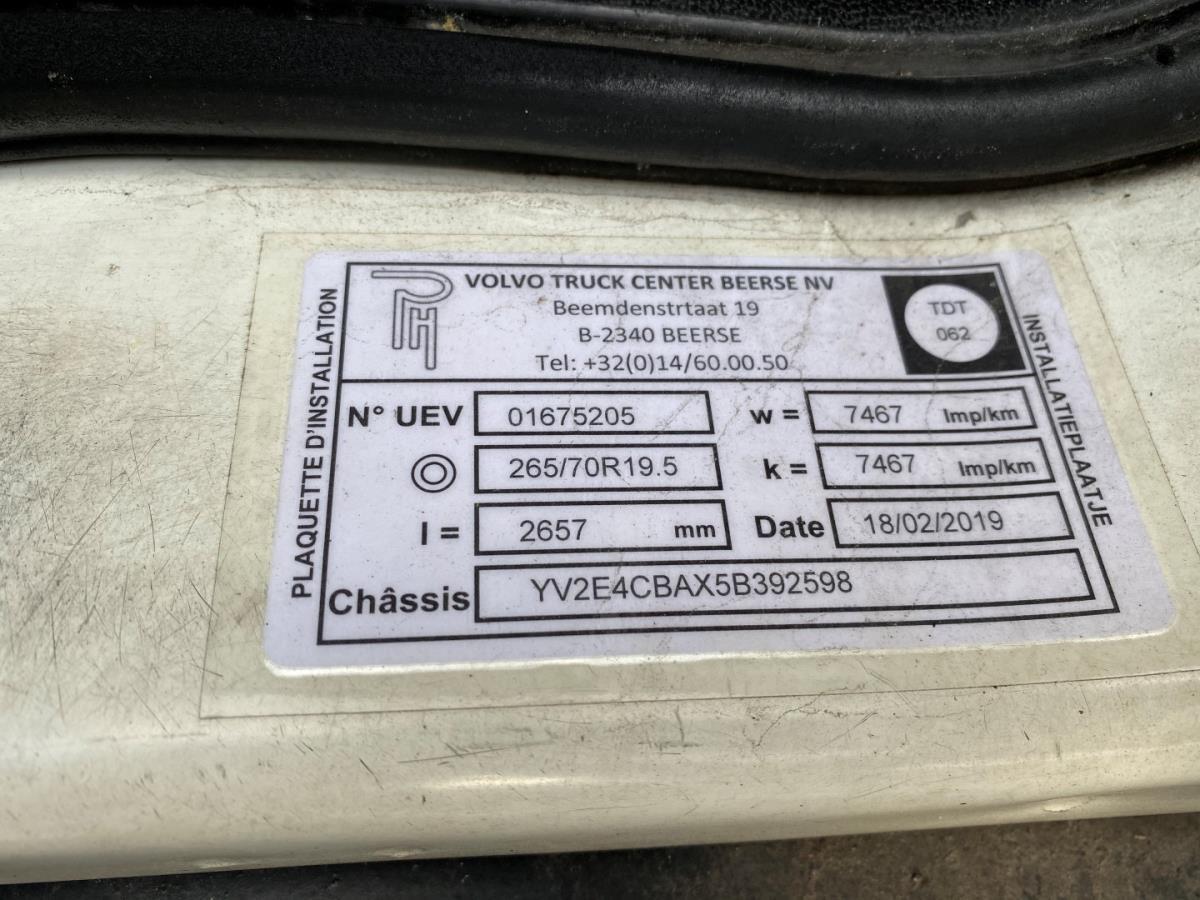 VOLVO TRUCK CENTER BEERSE NV
Beemdenstrtaat 19
B-2340 BEERSE
Tel: +32(0)14/60.00.50
TDT
062
PLAQUETTE D'INSTALLATION
INSTALLATIEPLAATJE
N° UEV 01675205 w = 7467 Imp/km
265/70R19.5 k = 7467 Imp/km
l = 2657 mm Date 18/02/2019
Châssis YV2E4CBAX5B392598